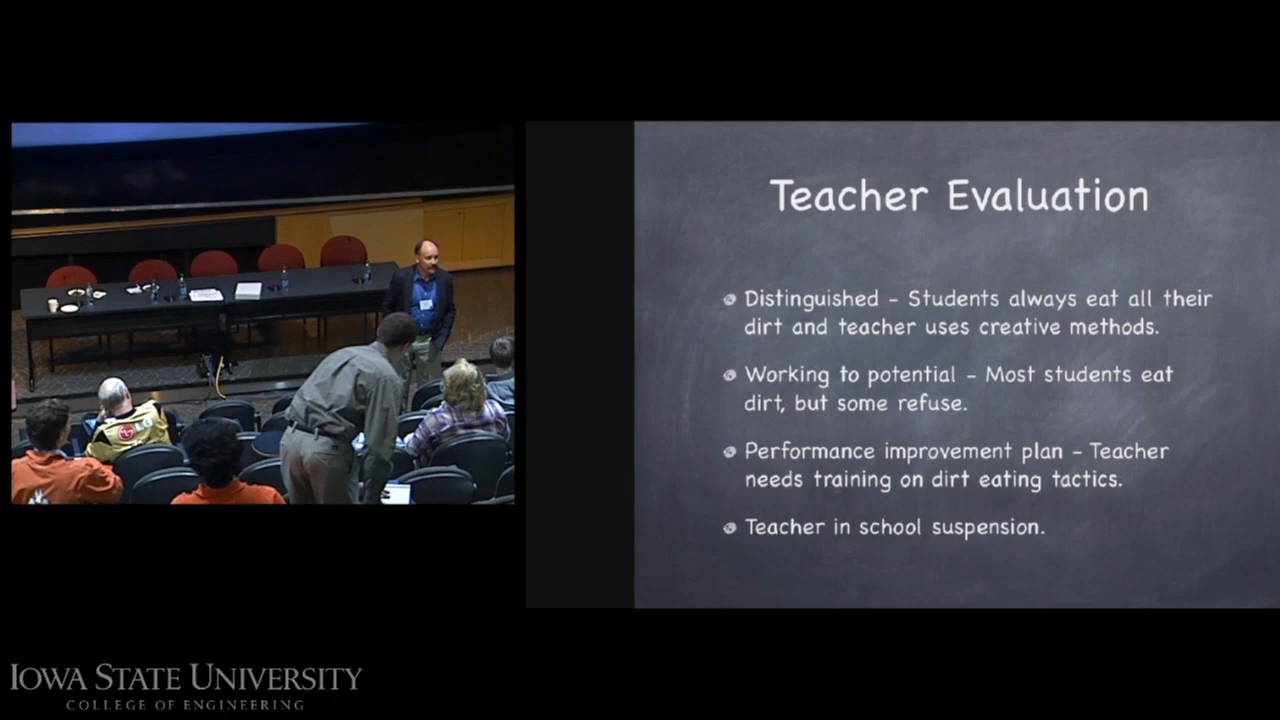 Teacher Evaluation
Distinguished - Students always eat all their
dirt and teacher uses creative methods.
Working to potential - Most students eat
dirt, but some refuse.
Performance improvement plan - Teacher
needs training on dirt eating tactics.
Teacher in school suspension.
LG
IOWA STATE UNIVERSITY
COLLEGE OF ENGINEERING